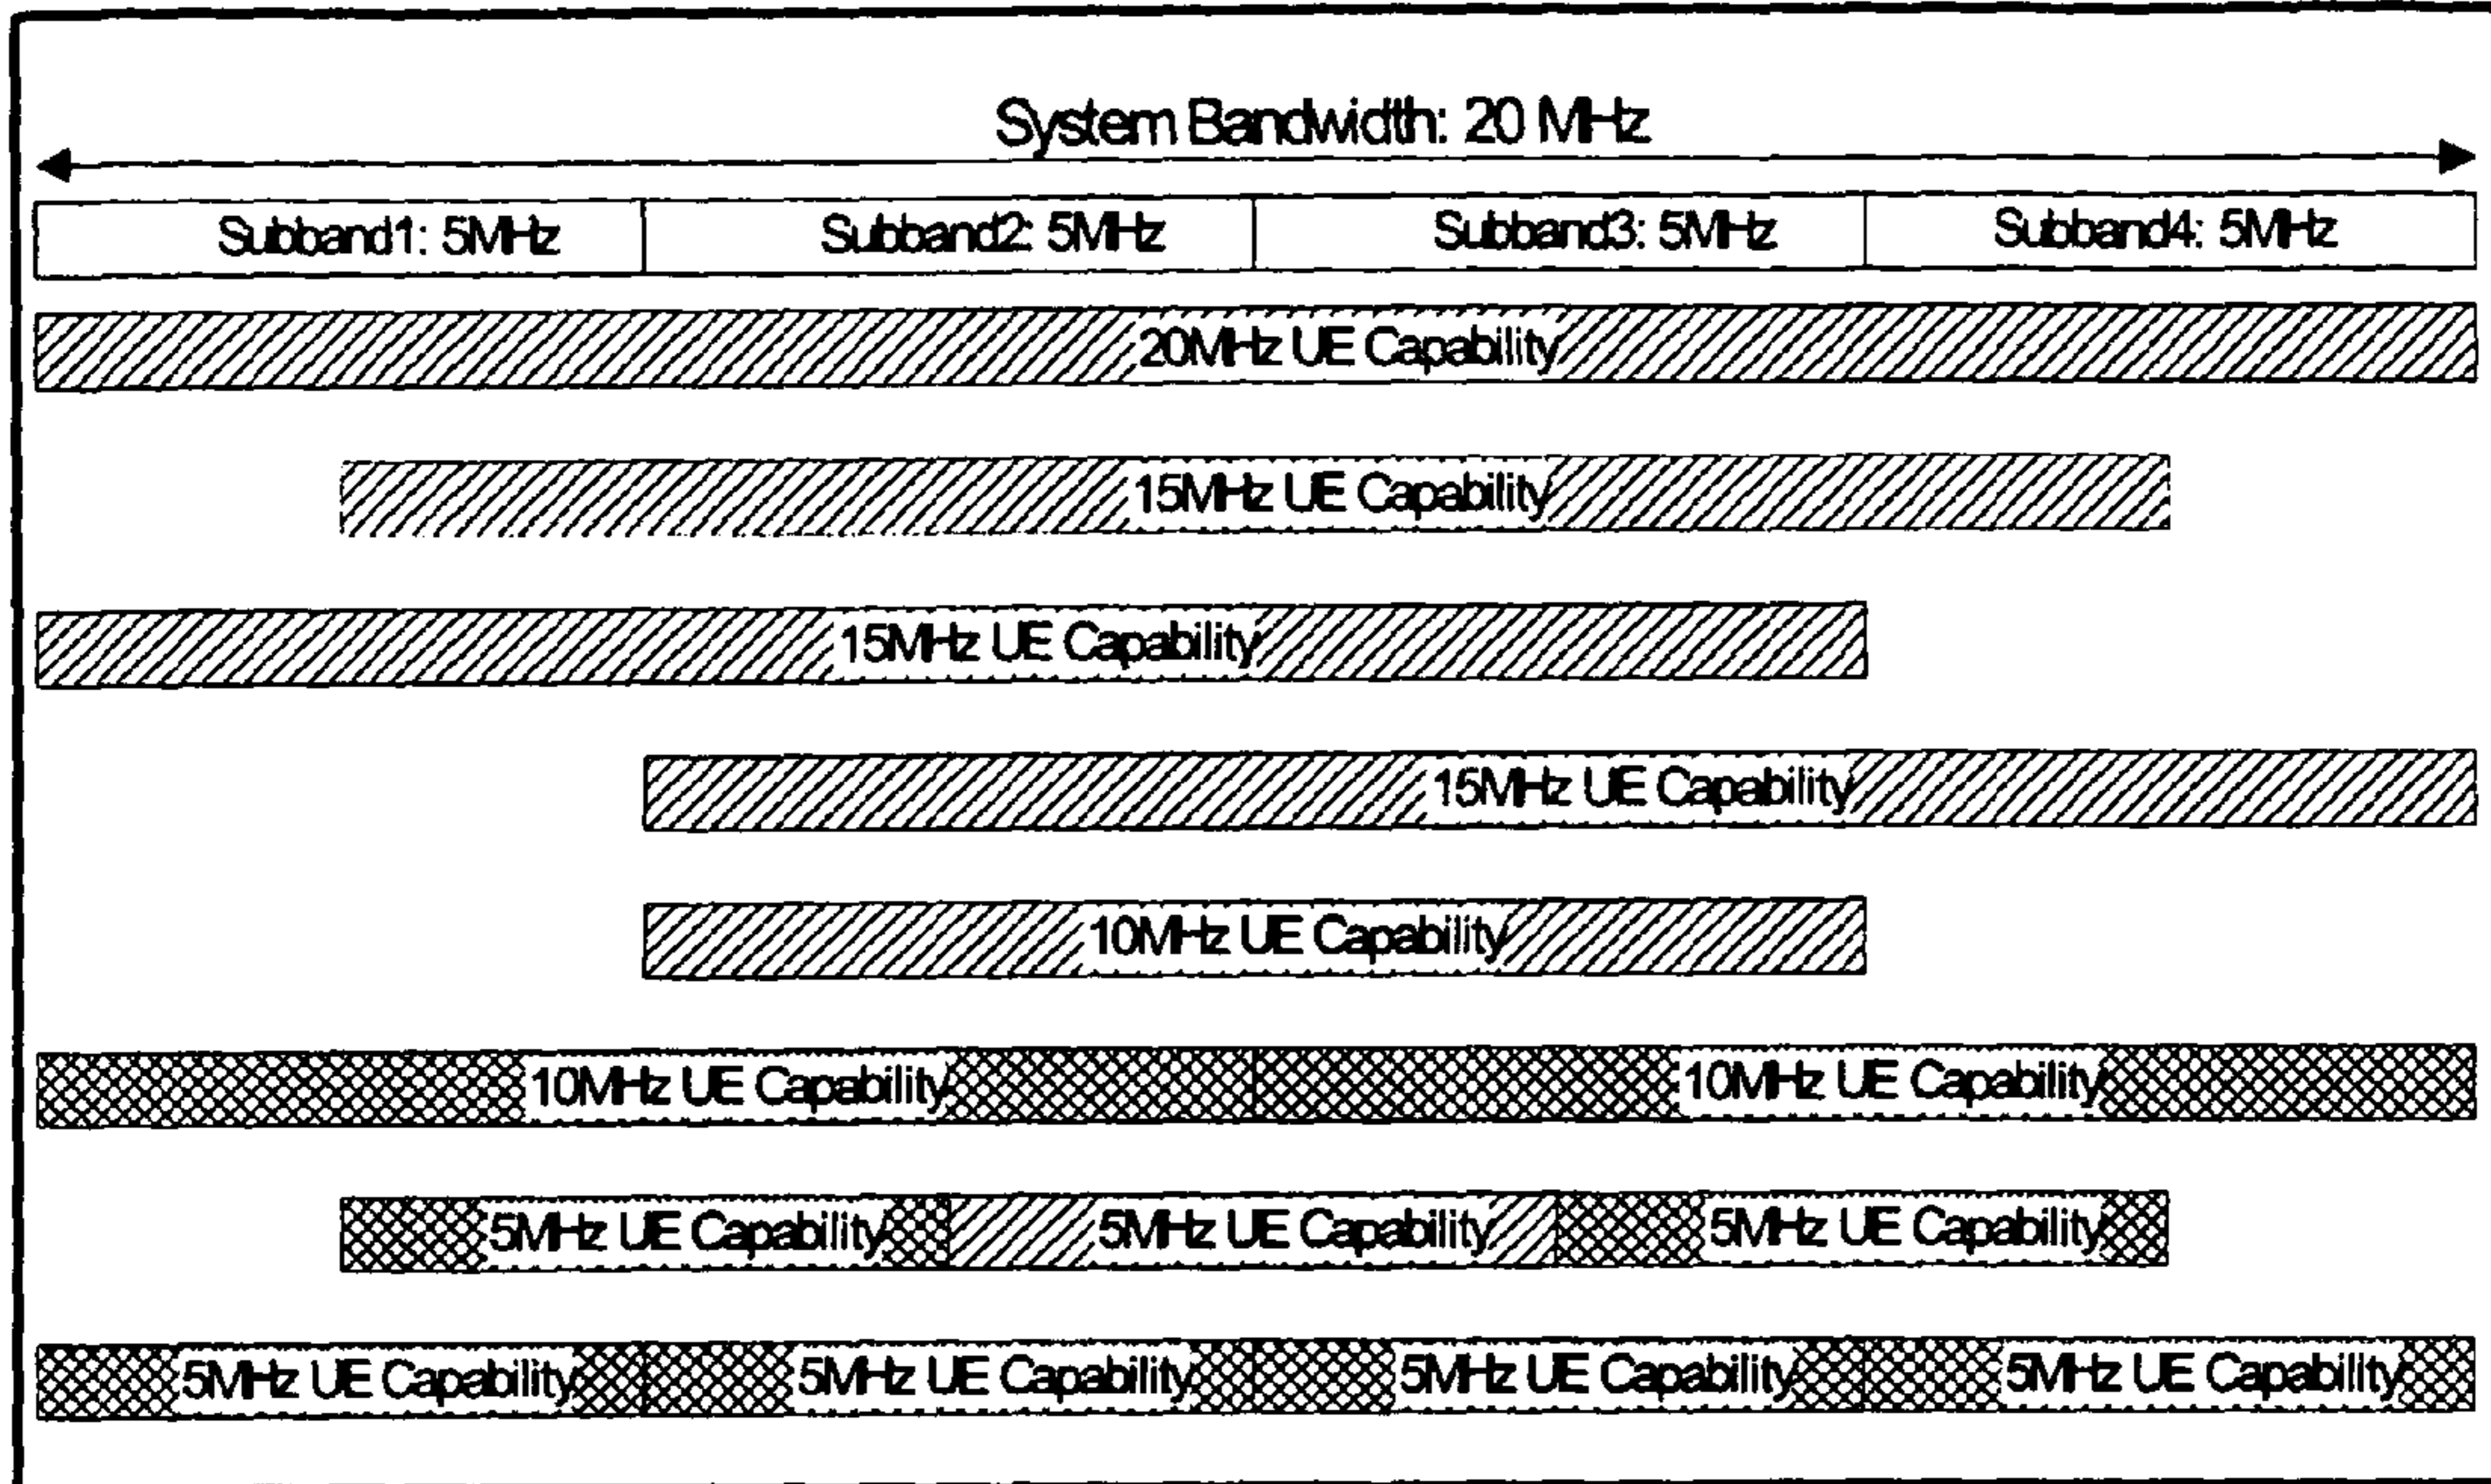 System Bandwidth: 20 MHz
Subband1: 5MHz Subband2: 5MHz Subband3: 5MHz Subband4: 5MHz
20MHz UE Capability
15MHz UE Capability
15MHz UE Capability
15MHz UE Capability
10MHz UE Capability
10MHz UE Capability 10MHz UE Capability
5MHz UE Capability 5MHz UE Capability 5MHz UE Capability
5MHz UE Capability 5MHz UE Capability 5MHz UE Capability 5MHz UE Capability